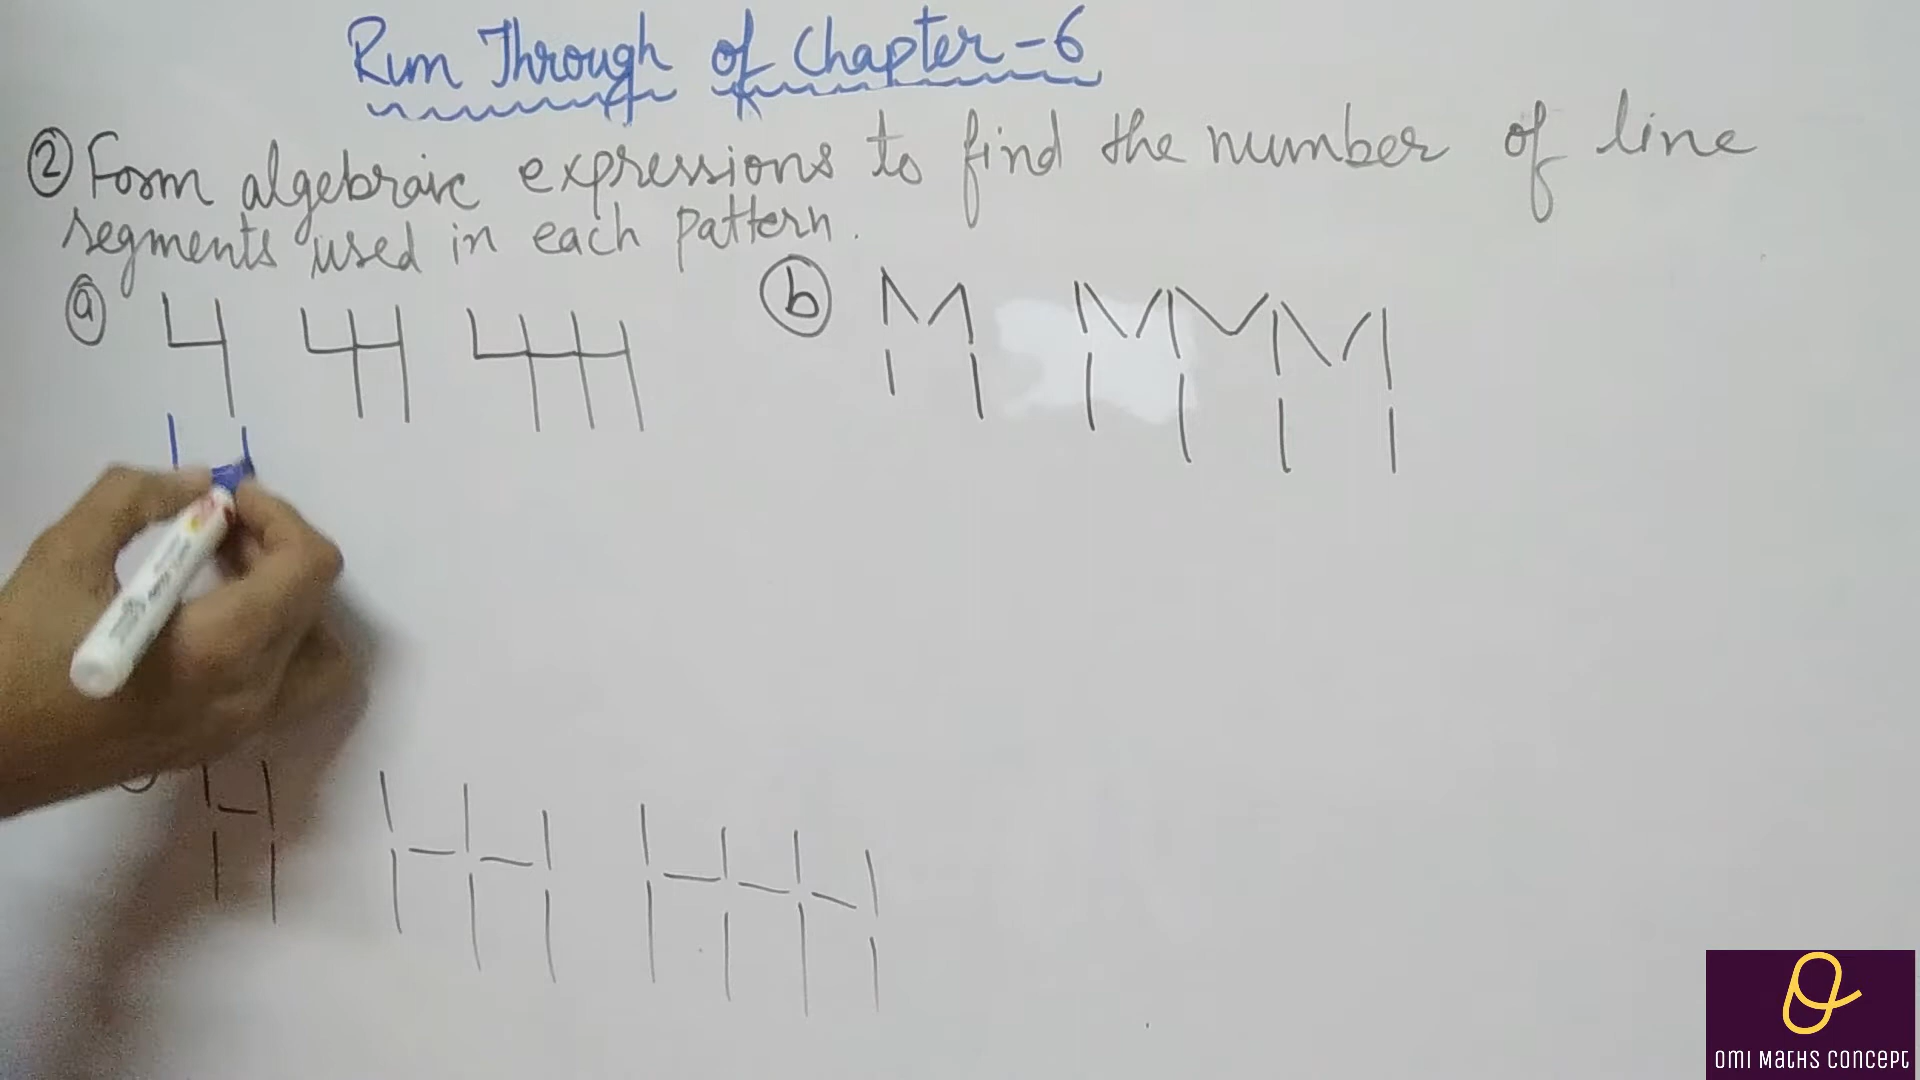 Run Through of Chapter-6
② Form algebraic expressions to find the number of line
segments used in each pattern.
ⓐ
ⓑ
OMI MATHS CONCEPT